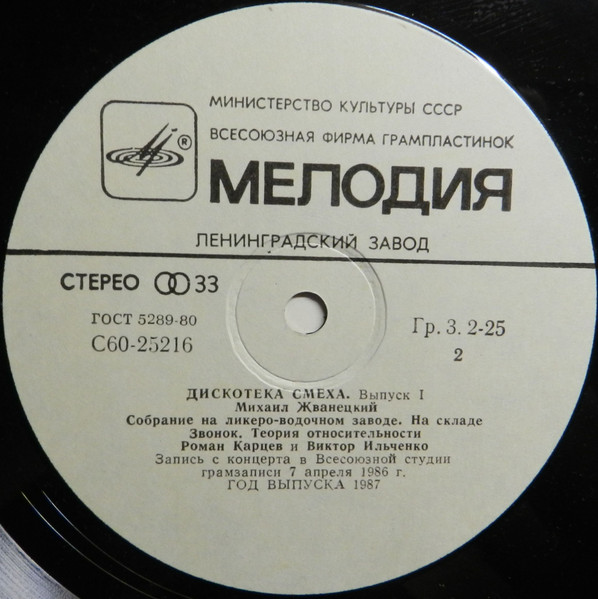 МИНИСТЕРСТВО КУЛЬТУРЫ СССР
ВСЕСОЮЗНАЯ ФИРМА ГРАМПЛАСТИНОК
®
МЕЛОДИЯ
ЛЕНИНГРАДСКИЙ ЗАВОД
СТЕРЕО 33
ГОСТ 5289-80
С60-25216
Гр. 3. 2-25
2
ДИСКОТЕКА СМЕХА. Выпуск I
Михаил Жванецкий
Собрание на ликеро-водочном заводе. На складе
Звонок. Теория относительности
Роман Карцев и Виктор Ильченко
Запись с концерта в Всесоюзной студии
грамзаписи 7 апреля 1986 г.
ГОД ВЫПУСКА 1987